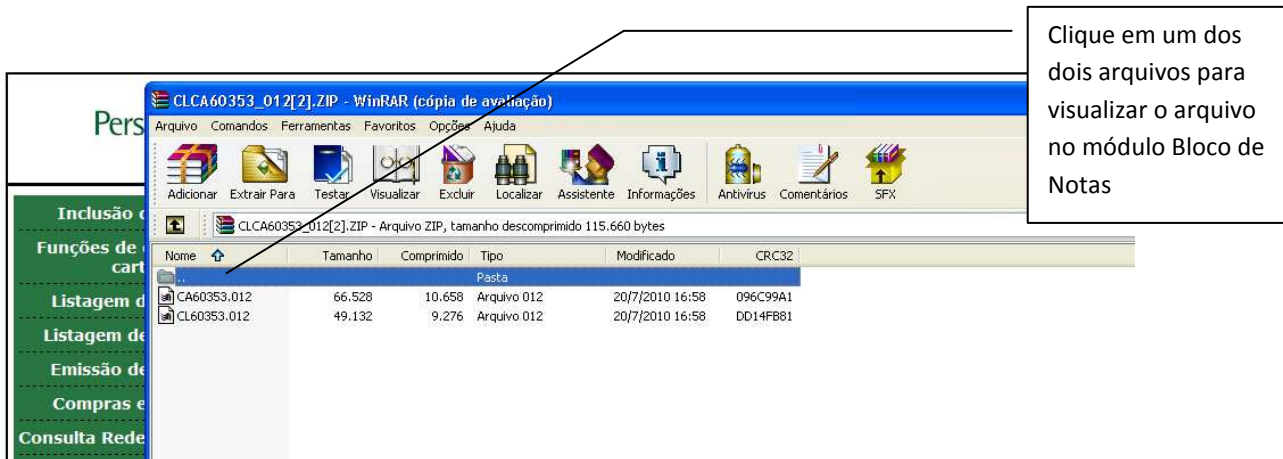 Clique em um dos
dois arquivos para
visualizar o arquivo
no módulo Bloco de
Notas
CLCA60353_012[2].ZIP - WinRAR (cópia de avaliação)
Pers
Arquivo Comandos Ferramentas Favoritos Opções Ajuda
Adicionar Extrair Para Testar Visualizar Excluir Localizar Assistente Informações Antivírus Comentários SFX
CLCA60353_012[2].ZIP - Arquivo ZIP, tamanho descomprimido 115.660 bytes
Nome Tamanho Comprimido Tipo Modificado CRC32
.. Pasta
CA60353.012 66.528 10.658 Arquivo 012 20/7/2010 16:58 096C99A1
CL60353.012 49.132 9.276 Arquivo 012 20/7/2010 16:58 DD14FB81
Inclusão
Funções de
cart
Listagem d
Listagem de
Emissão de
Compras e
Consulta Rede